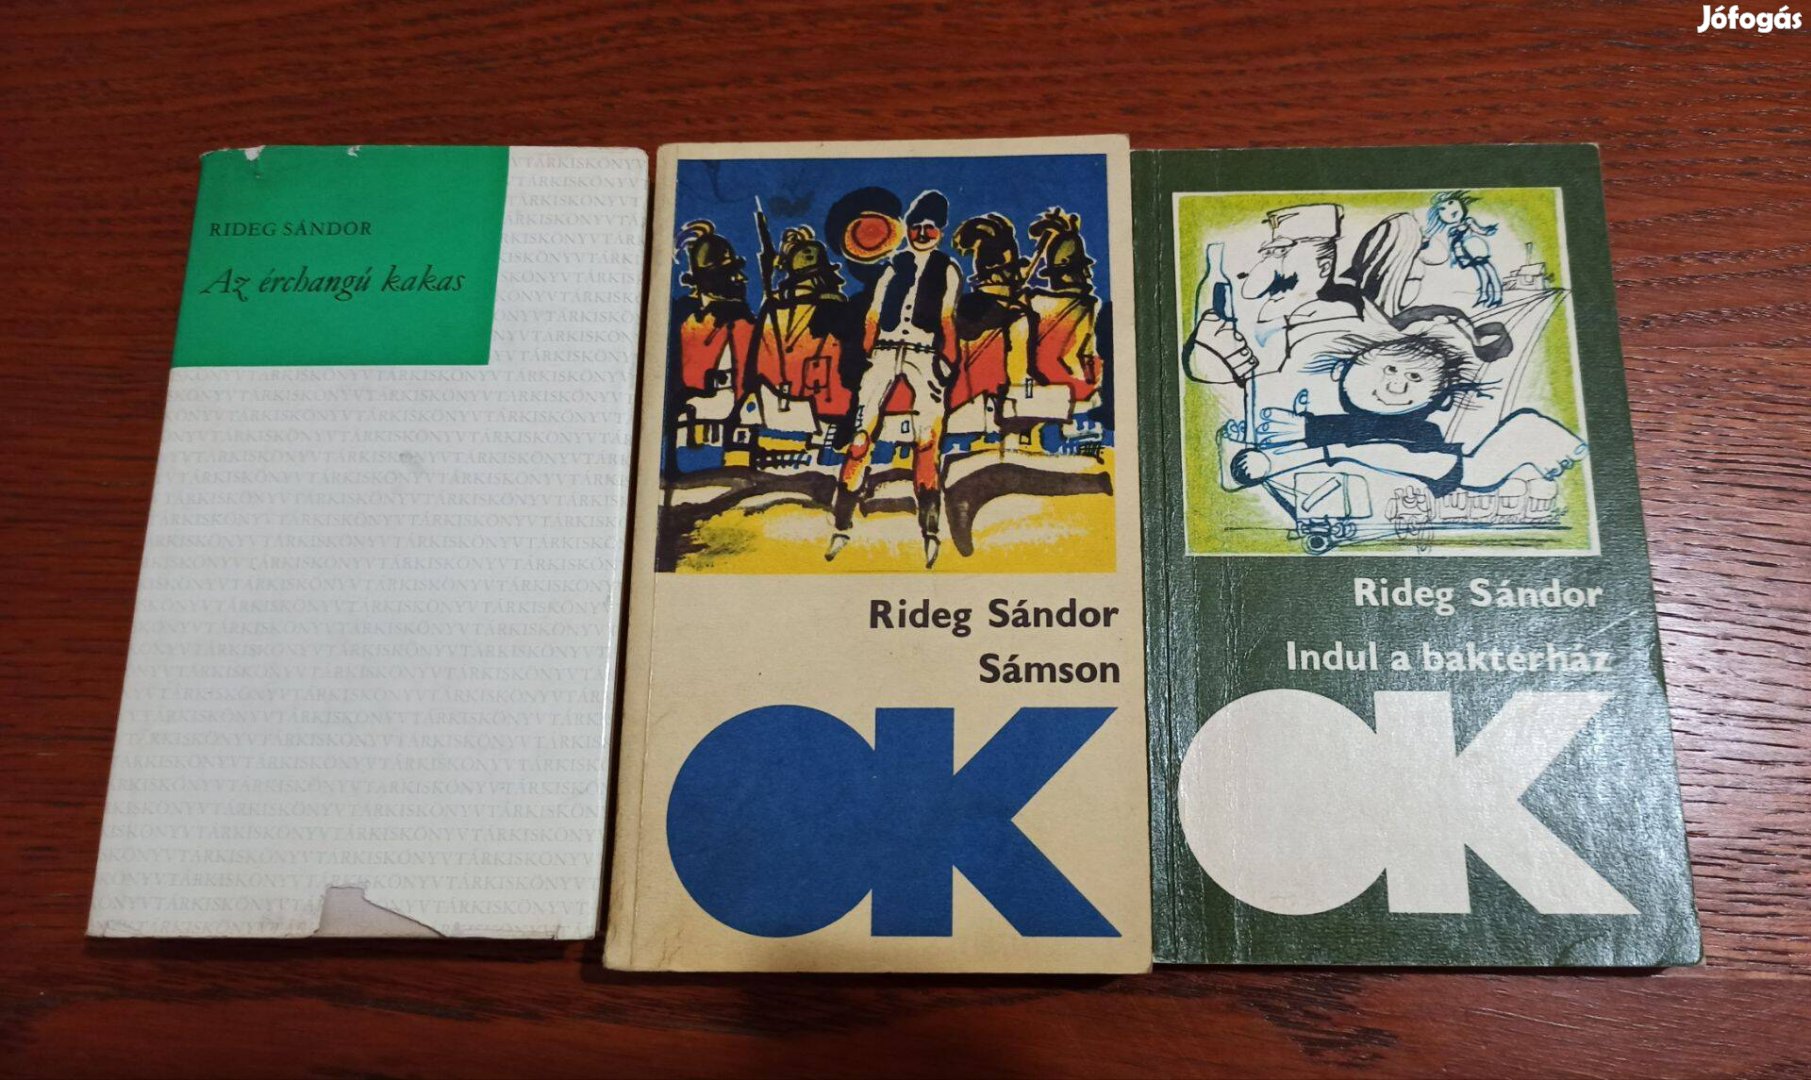 Jófogás
RIDEG SÁNDOR
Az érchangú kakas
Rideg Sándor
Sámson
OK
Rideg Sándor
Indul a bakterház
OK